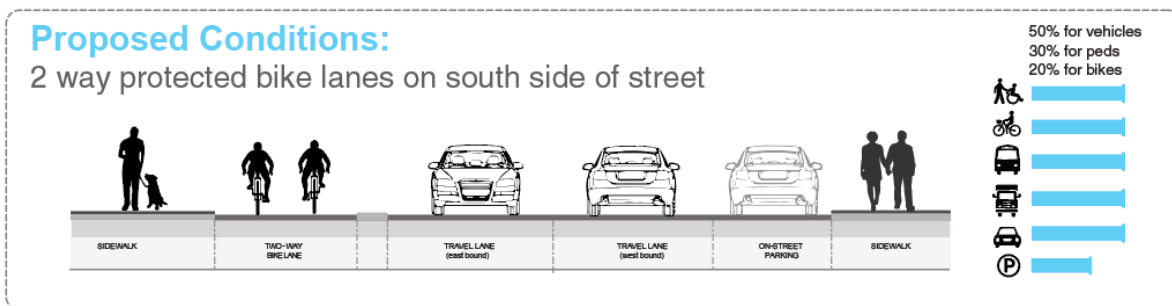 Proposed Conditions:
2 way protected bike lanes on south side of street
50% for vehicles
30% for peds
20% for bikes
SIDEWALK
TWO-WAY
BIKE LANE
TRAVEL LANE
(east bound)
TRAVEL LANE
(west bound)
ON-STREET
PARKING
SIDEWALK
P